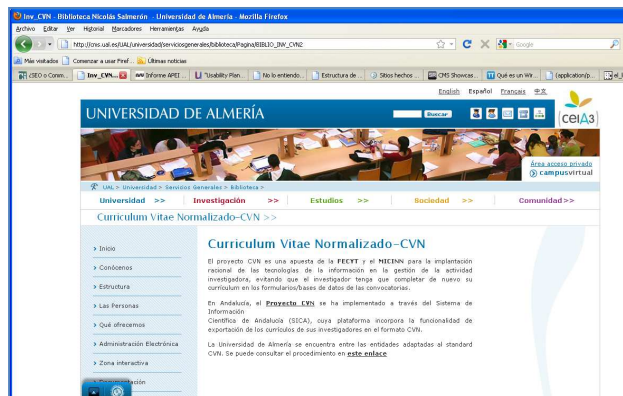 Inv_CVN - Biblioteca Nicolás Salmerón - Universidad de Almería - Mozilla Firefox
Archivo Editar Ver Historial Marcadores Herramientas Ayuda
http://cms.ual.es/UAL/universidad/serviciosgenerales/biblioteca/Pagina/BIBLIO_INV_CVN2
Google
Más visitados Comenzar a usar Firef... Últimas noticias
¿SEO o Comm... Inv_CVN... Informe APEI ... "Usability Plan... No lo entiendo... Estructura de ... Sitios hechos ... CMS Showcas... Qué es un Wir... (application/p...
English Español Français 中文
UNIVERSIDAD DE ALMERÍA
Buscar
ceiA3
Área acceso privado
campusvirtual
UAL > Universidad > Servicios Generales > Biblioteca >
Universidad >> Investigación >> Estudios >> Sociedad >> Comunidad >>
Curriculum Vitae Normalizado-CVN >>
> Inicio
> Conócenos
> Estructura
> Las Personas
> Qué ofrecemos
> Administración Electrónica
> Zona interactiva
Curriculum Vitae Normalizado-CVN
El proyecto CVN es una apuesta de la FECYT y el MICINN para la implantación
racional de las tecnologías de la información en la gestión de la actividad
investigadora, evitando que el investigador tenga que completar de nuevo su
curriculum en los formularios/bases de datos de las convocatorias.
En Andalucía, el Proyecto CVN se ha implementado a través del Sistema de
Información
Científica de Andalucía (SICA), cuya plataforma incorpora la funcionalidad de
exportación de los currículos de sus investigadores en el formato CVN.
La Universidad de Almería se encuentra entre las entidades adaptadas al standard
CVN. Se puede consultar el procedimiento en este enlace